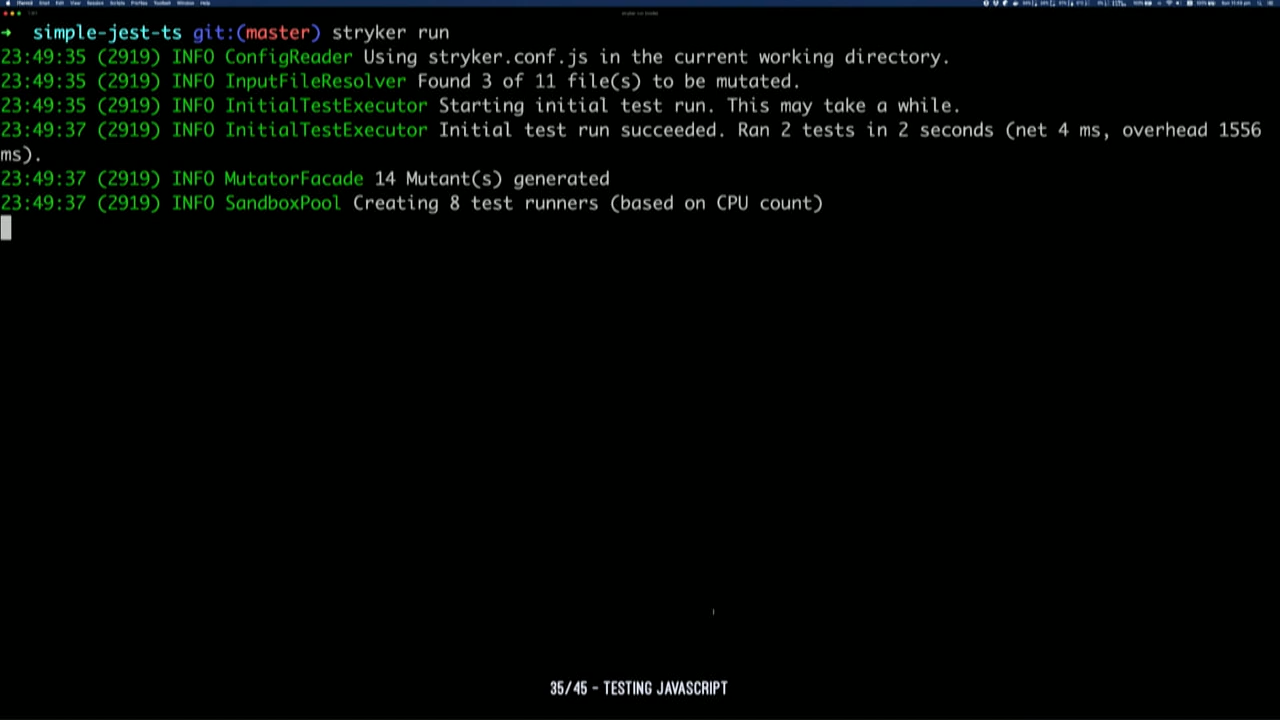 ➜ simple-jest-ts git:(master) stryker run
23:49:35 (2919) INFO ConfigReader Using stryker.conf.js in the current working directory.
23:49:35 (2919) INFO InputFileResolver Found 3 of 11 file(s) to be mutated.
23:49:35 (2919) INFO InitialTestExecutor Starting initial test run. This may take a while.
23:49:37 (2919) INFO InitialTestExecutor Initial test run succeeded. Ran 2 tests in 2 seconds (net 4 ms, overhead 1556
ms).
23:49:37 (2919) INFO MutatorFacade 14 Mutant(s) generated
23:49:37 (2919) INFO SandboxPool Creating 8 test runners (based on CPU count)
35/45 - TESTING JAVASCRIPT